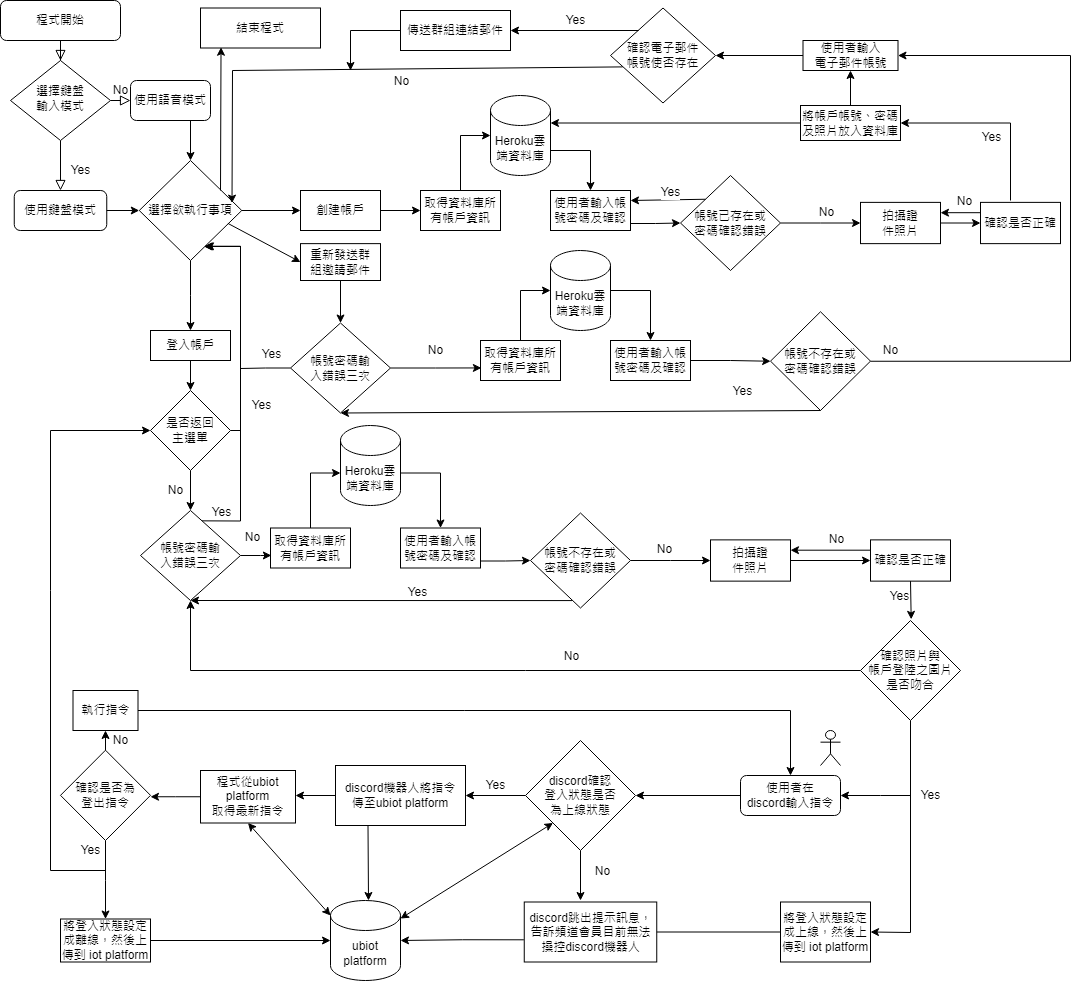 程式開始
結束程式
傳送群組連結郵件
Yes
確認電子郵件
帳號使否存在
使用者輸入
電子郵件帳號
No
選擇鍵盤
輸入模式
No
使用語音模式
將帳戶帳號、密碼
及照片放入資料庫
Yes
Heroku雲
端資料庫
Yes
使用鍵盤模式
選擇欲執行事項
創建帳戶
取得資料庫所
有帳戶資訊
使用者輸入帳
號密碼及確認
Yes
帳號已存在或
密碼確認錯誤
No
拍攝證
件照片
No
確認是否正確
重新發送群
組邀請郵件
Heroku雲
端資料庫
登入帳戶
Yes
帳號密碼輸
入錯誤三次
No
取得資料庫所
有帳戶資訊
使用者輸入帳
號密碼及確認
帳號不存在或
密碼確認錯誤
No
Yes
Yes
是否返回
主選單
Heroku雲
端資料庫
No
Yes
帳號密碼輸
入錯誤三次
No
取得資料庫所
有帳戶資訊
使用者輸入帳
號密碼及確認
帳號不存在或
密碼確認錯誤
No
拍攝證
件照片
No
確認是否正確
Yes
Yes
No
確認照片與
帳戶登陸之圖片
是否吻合
執行指令
No
確認是否為
登出指令
程式從ubiot
platform
取得最新指令
discord機器人將指令
傳至ubiot platform
Yes
discord確認
登入狀態是否
為上線狀態
使用者在
discord輸入指令
Yes
Yes
No
將登入狀態設定
成離線，然後上
傳到 iot platform
ubiot
platform
discord跳出提示訊息，
告訴頻道會員目前無法
操控discord機器人
將登入狀態設定
成上線，然後上
傳到 iot platform